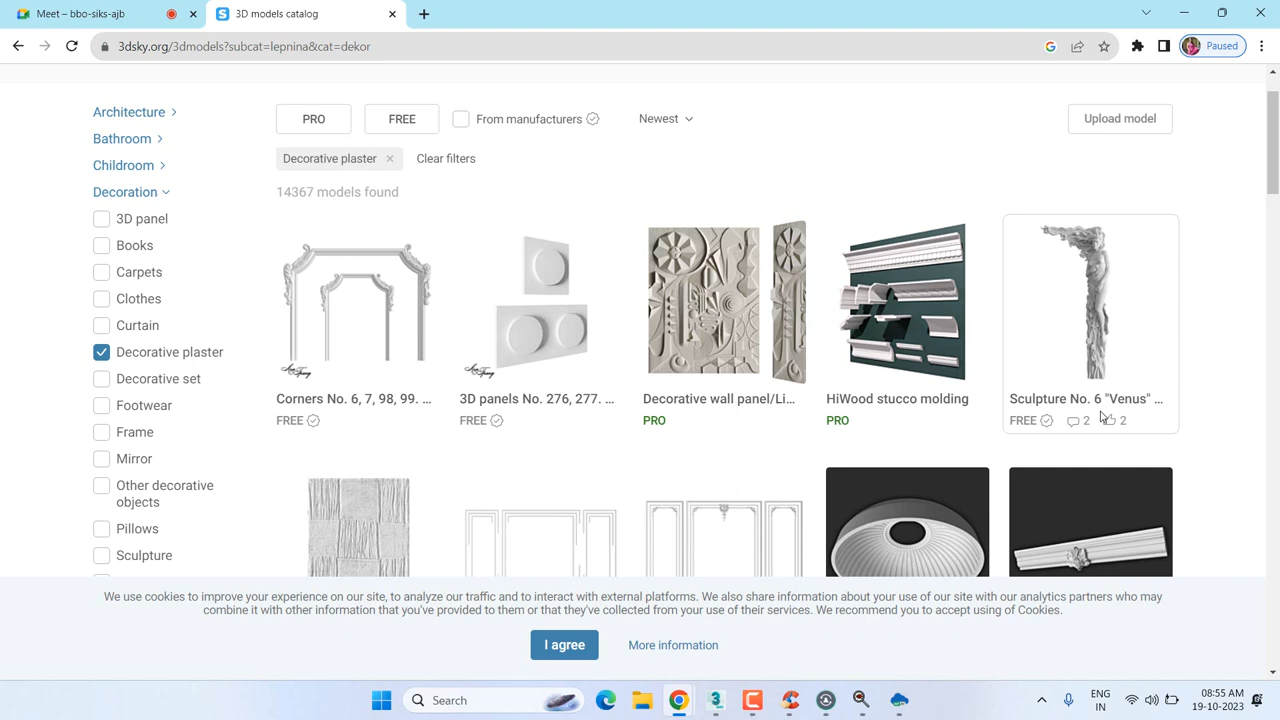 Meet – bbo-siks-ajb
3D models catalog
3dsky.org/3dmodels?subcat=lepnina&cat=dekor
Paused
Architecture
Bathroom
Childroom
Decoration
3D panel
Books
Carpets
Clothes
Curtain
Decorative plaster
Decorative set
Footwear
Frame
Mirror
Other decorative
objects
Pillows
Sculpture
PRO
FREE
From manufacturers
Newest
Upload model
Decorative plaster
Clear filters
14367 models found
Corners No. 6, 7, 98, 99. ...
FREE
3D panels No. 276, 277. ...
FREE
Decorative wall panel/Li...
PRO
HiWood stucco molding
PRO
Sculpture No. 6 "Venus" ...
FREE 2 2
We use cookies to improve your experience on our site, to analyze our traffic and to interact with external platforms. We also share information about your use of our site with our analytics partners who may
combine it with other information that you've provided to them or that they've collected from your use of their services. We recommend you to accept using of Cookies.
I agree
More information
Search
ENG
IN
08:55 AM
19-10-2023